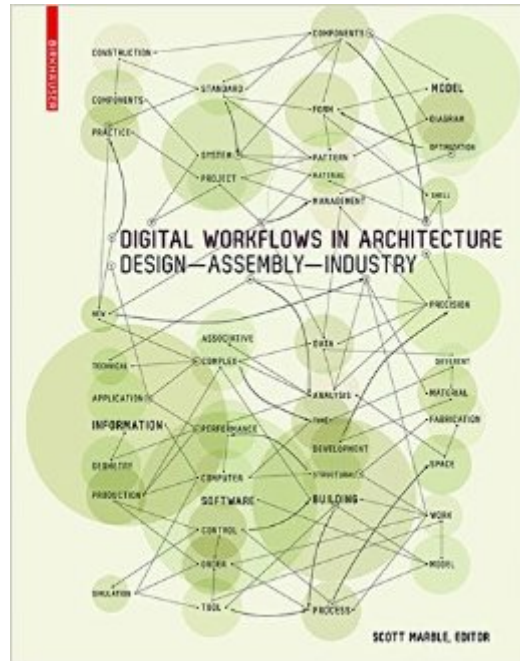 BIRKHÄUSER
COMPONENTS
CONSTRUCTION
STANDARD
MODEL
COMPONENTS
FORM
DIAGRAM
PRACTICE
OPTIMIZATION
SYSTEM
PATTERN
PROJECT
MATERIAL
MANAGEMENT
SHELL
DIGITAL WORKFLOWS IN ARCHITECTURE
DESIGN—ASSEMBLY—INDUSTRY
NEW
PRECISION
ASSOCIATIVE
DATA
TECHNICAL
COMPLEX
DIFFERENT
APPLICATION
ANALYSIS
MATERIAL
INFORMATION
PERFORMANCE
TIME
FABRICATION
DEVELOPMENT
GEOMETRY
SPACE
COMPUTER
STRUCTURAL
PRODUCTION
SOFTWARE
BUILDING
WORK
CONTROL
ORDER
MODEL
SIMULATION
TOOL
PROCESS
SCOTT MARBLE, EDITOR